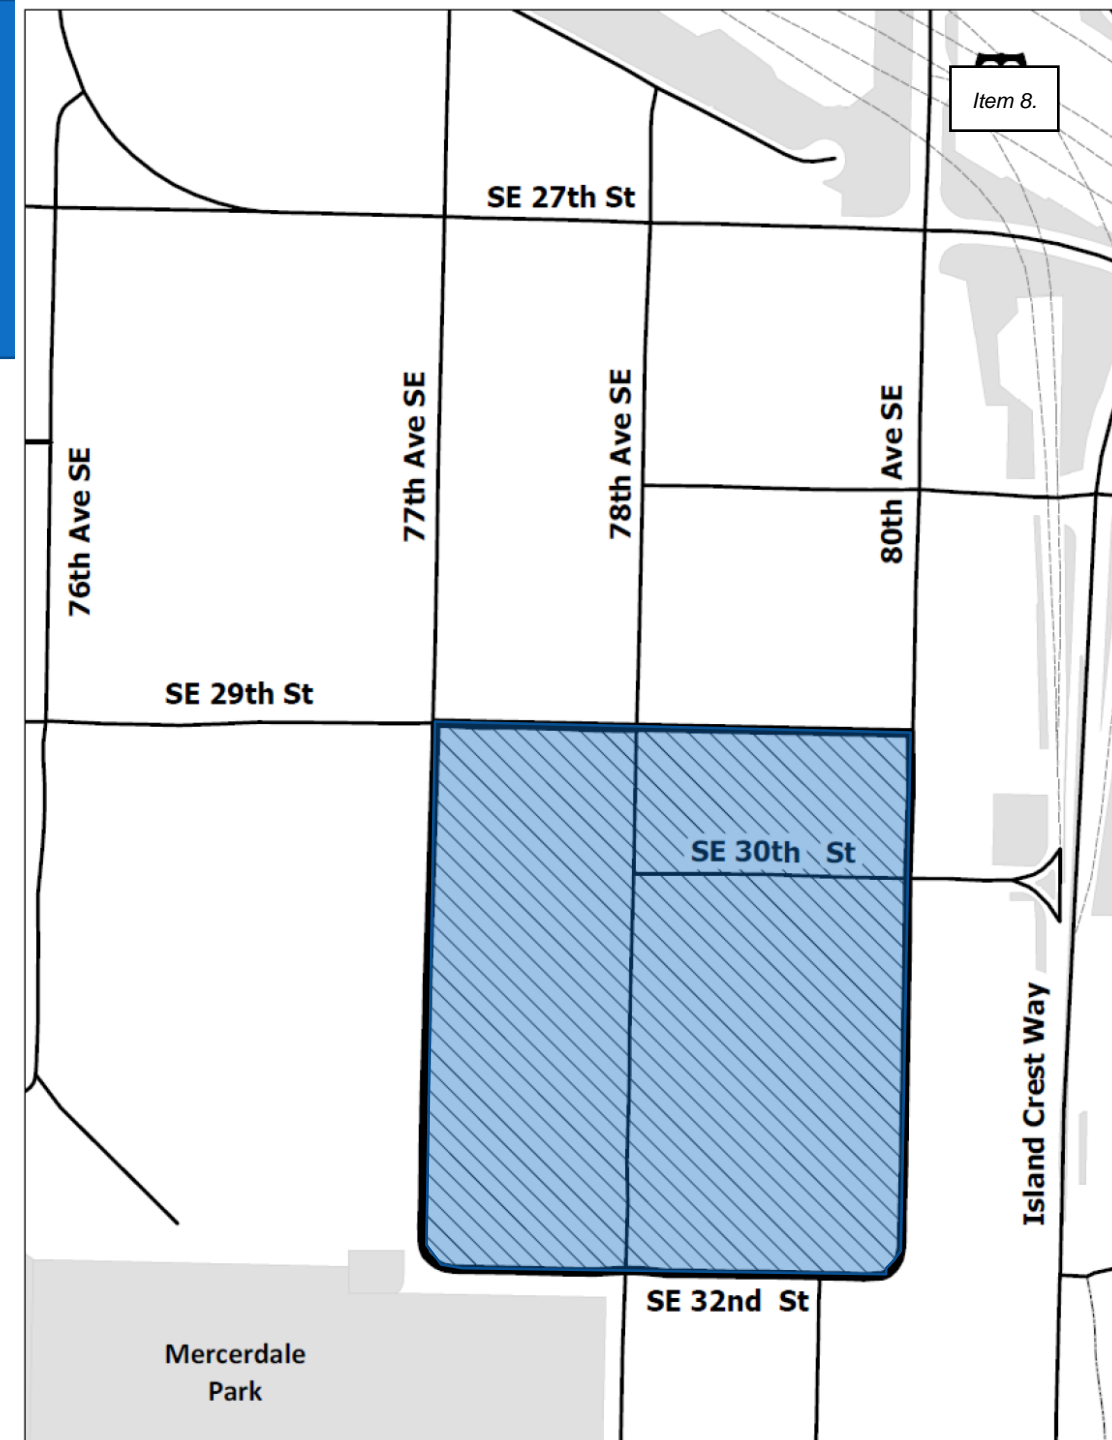 Item 8.
SE 27th St
76th Ave SE
77th Ave SE
78th Ave SE
80th Ave SE
SE 29th St
SE 30th St
Island Crest Way
SE 32nd St
Mercerdale
Park